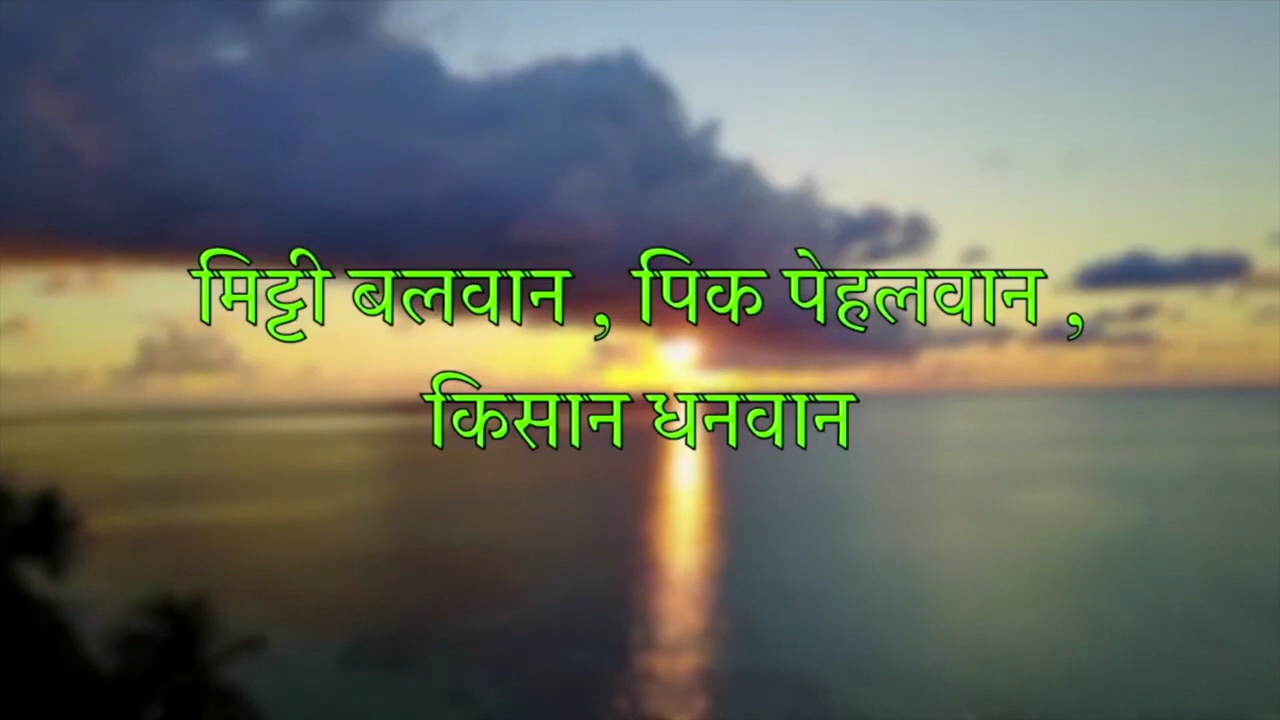 मिट्टी बलवान , पिक पेहलवान ,
किसान धनवान